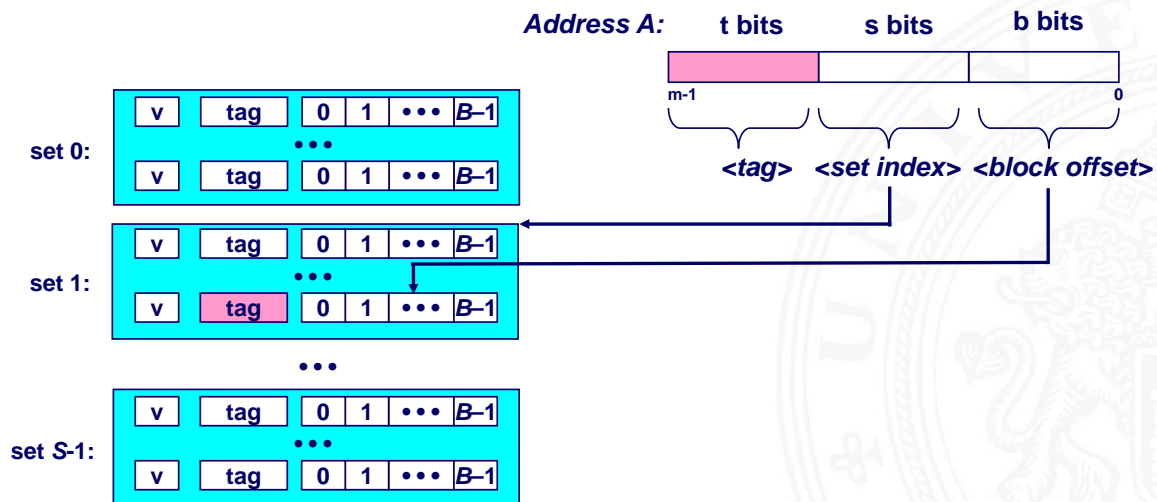 Address A: t bits s bits b bits
m-1 0
<tag> <set index> <block offset>
set 0:
v tag 0 1 ••• B–1
•••
v tag 0 1 ••• B–1
set 1:
v tag 0 1 ••• B–1
•••
v tag 0 1 ••• B–1
•••
set S-1:
v tag 0 1 ••• B–1
•••
v tag 0 1 ••• B–1
U N I V E